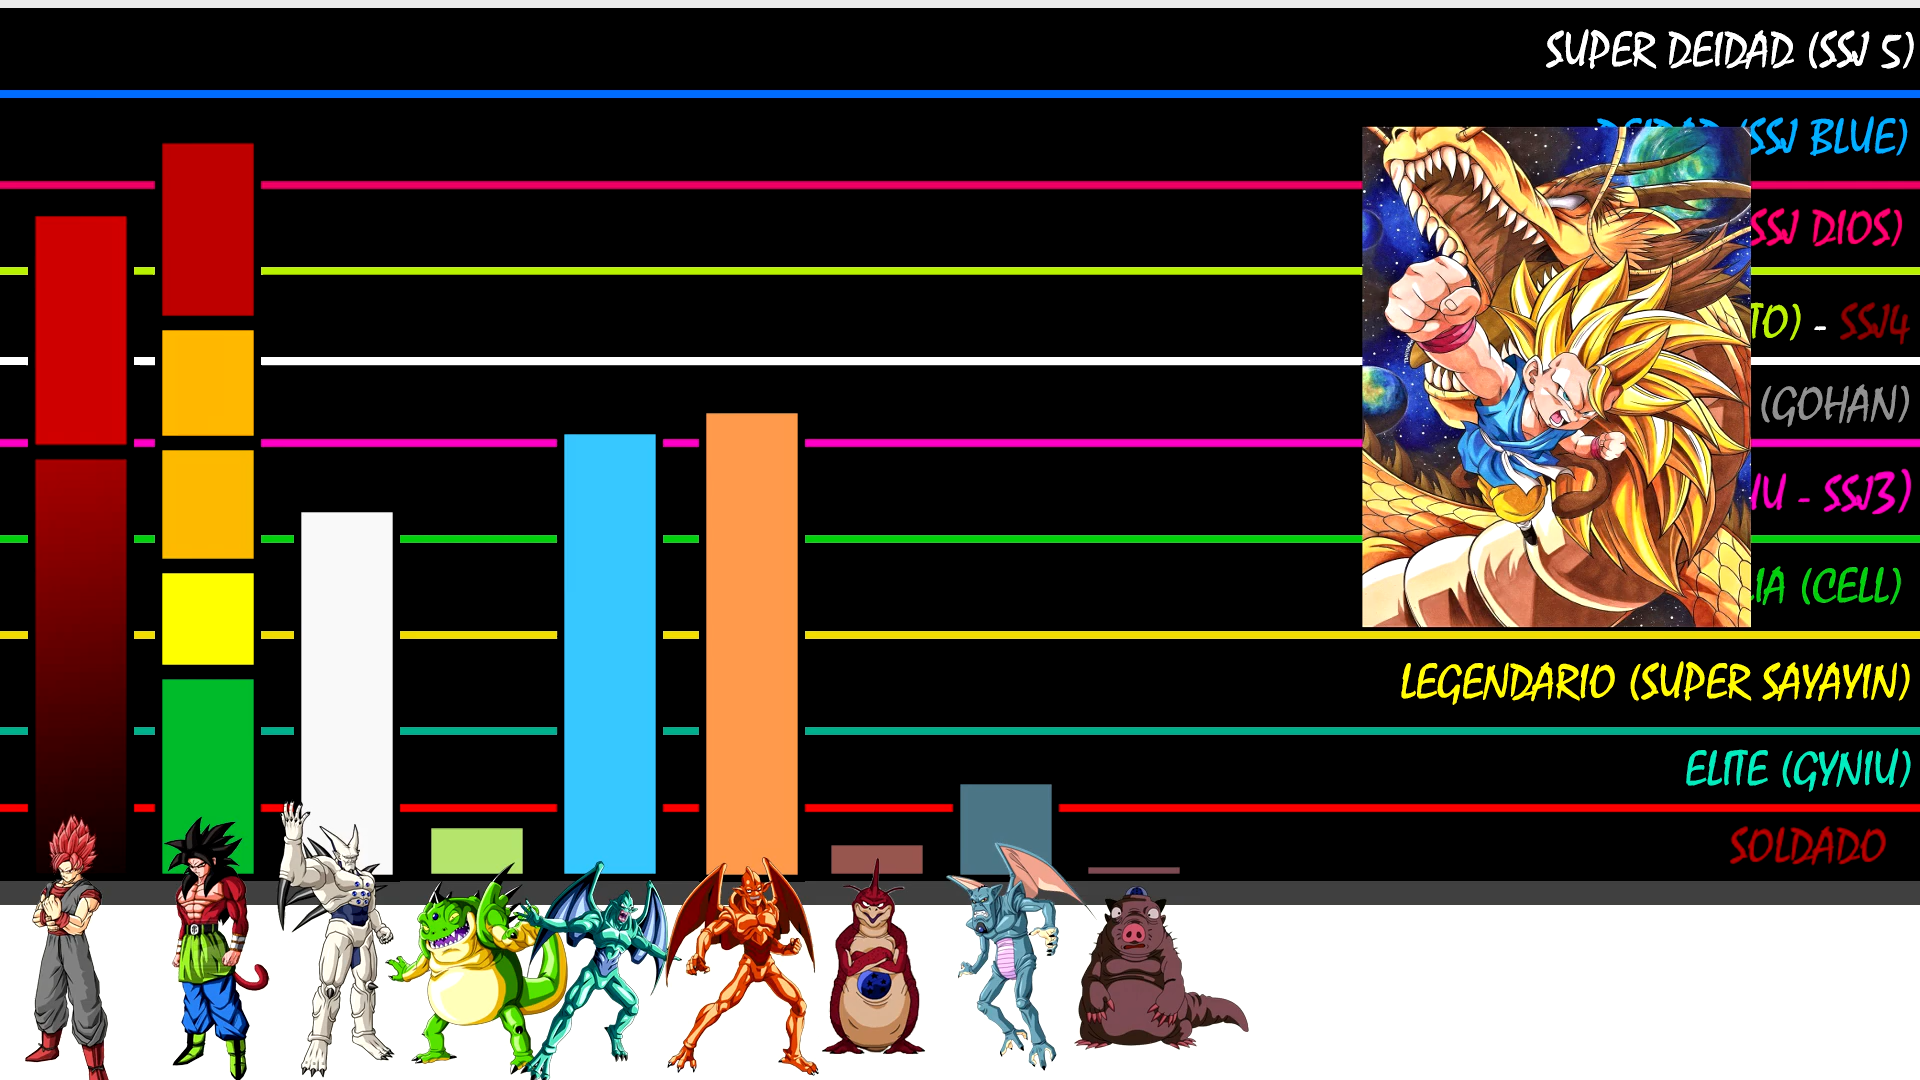 SUPER DEIDAD (SSJ 5)
DEIDAD (SSJ BLUE)
SSJ DIOS)
TO) - SSJ4
(GOHAN)
IU - SSJ3)
IA (CELL)
LEGENDARIO (SUPER SAYAYIN)
ELITE (GYNIU)
SOLDADO